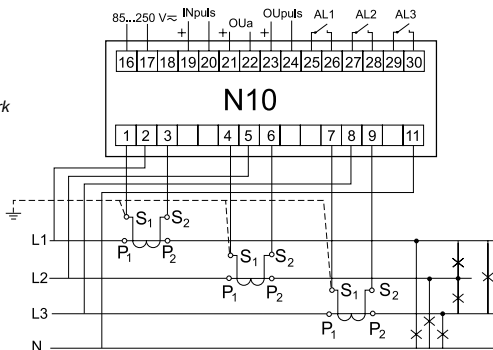 85...250 V≂ INpuls OUa OUpuls AL1 AL2 AL3
+ + +
16 17 18 19 20 21 22 23 24 25 26 27 28 29 30
rk
N10
1 2 3 4 5 6 7 8 9 11
S1 S2
L1
P1 P2
S1 S2
L2
P1 P2
S1 S2
L3
P1 P2
N